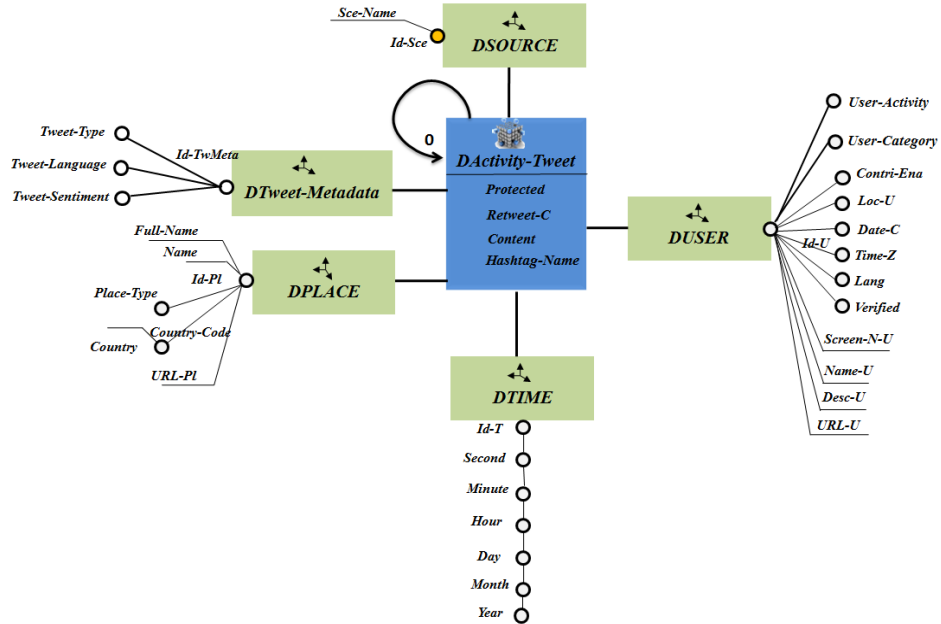 Sce-Name
Id-Sce
DSOURCE
0
DActivity-Tweet
Protected
Retweet-C
Content
Hashtag-Name
Tweet-Type
Tweet-Language
Tweet-Sentiment
Id-TwMeta
DTweet-Metadata
Full-Name
Name
Id-Pl
Place-Type
Country-Code
Country
URL-Pl
DPLACE
DUSER
Id-U
User-Activity
User-Category
Contri-Ena
Loc-U
Date-C
Time-Z
Lang
Verified
Screen-N-U
Name-U
Desc-U
URL-U
DTIME
Id-T
Second
Minute
Hour
Day
Month
Year